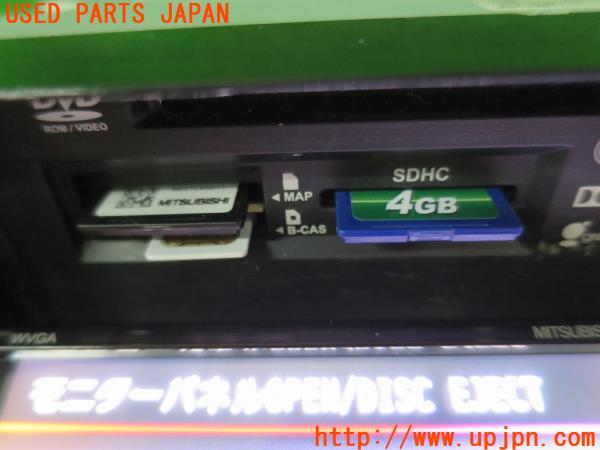 USED PARTS JAPAN
DVD
ROM / VIDEO
SDHC
MAP
4GB
MITSUBISHI
B-CAS
WVGA
MITSUBISHI
モニターパネルOPEN/DISC EJECT
http://www.upjpn.com